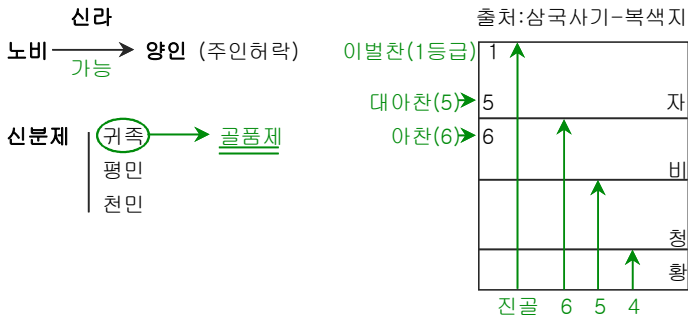 신라
노비 양인 (주인허락)
가능
신분제 귀족 골품제
평민
천민
출처:삼국사기-복색지
이벌찬(1등급) 1
대아찬(5) 5 자
아찬(6) 6
비
청
황
진골 6 5 4